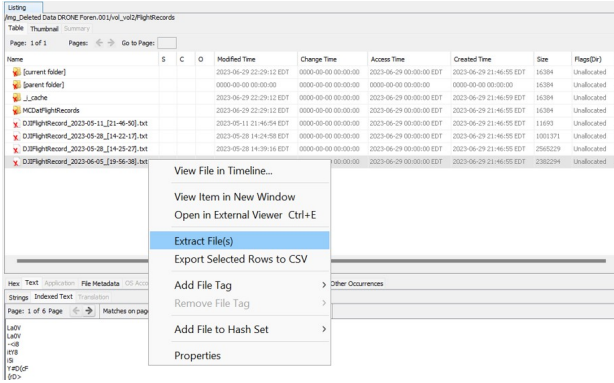 Listing
/img_Deleted Data DRONE Foren.001/vol_vol2/FlightRecords
Table Thumbnail Summary
Page: 1 of 1 Pages: Go to Page:
Name S C O Modified Time Change Time Access Time Created Time Size Flags(Dir)
[current folder] 2023-06-29 22:29:12 EDT 0000-00-00 00:00:00 2023-06-29 00:00:00 EDT 2023-06-29 21:46:55 EDT 16384 Unallocated
[parent folder] 0000-00-00 00:00:00 0000-00-00 00:00:00 0000-00-00 00:00:00 0000-00-00 00:00:00 16384 Unallocated
2023-06-29 22:29:12 EDT 0000-00-00 00:00:00 2023-06-29 00:00:00 EDT 2023-06-29 21:46:59 EDT 16384 Unallocated
MCDatFlightRecords 2023-06-29 22:29:12 EDT 0000-00-00 00:00:00 2023-06-29 00:00:00 EDT 2023-06-29 21:46:55 EDT 16384 Unallocated
DJIFlightRecord_2023-05-11_[21-46-50].txt 2023-05-11 21:46:54 EDT 0000-00-00 00:00:00 2023-06-29 00:00:00 EDT 2023-06-29 21:46:55 EDT 11693 Unallocated
DJIFlightRecord_2023-05-28_[14-22-17].txt 2023-05-28 14:24:58 EDT 0000-00-00 00:00:00 2023-06-29 00:00:00 EDT 2023-06-29 21:46:55 EDT 1001371 Unallocated
DJIFlightRecord_2023-05-28_[14-25-27].txt 2023-05-28 14:39:16 EDT 0000-00-00 00:00:00 2023-06-29 00:00:00 EDT 2023-06-29 21:46:55 EDT 2565229 Unallocated
DJIFlightRecord_2023-06-05_[19-56-38].txt 00:00:00 2023-06-29 00:00:00 EDT 2023-06-29 21:46:55 EDT 2382294 Unallocated
View File in Timeline...
View Item in New Window
Open in External Viewer Ctrl+E
Extract File(s)
Export Selected Rows to CSV
Add File Tag >
Remove File Tag >
Add File to Hash Set >
Properties
Hex Text Application File Metadata OS Other Occurrences
Strings Indexed Text Translation
Page: 1 of 6 Page Matches on page
La0V
La0V
-<i8
itY8
iSi
Y#D{cF
{rD>